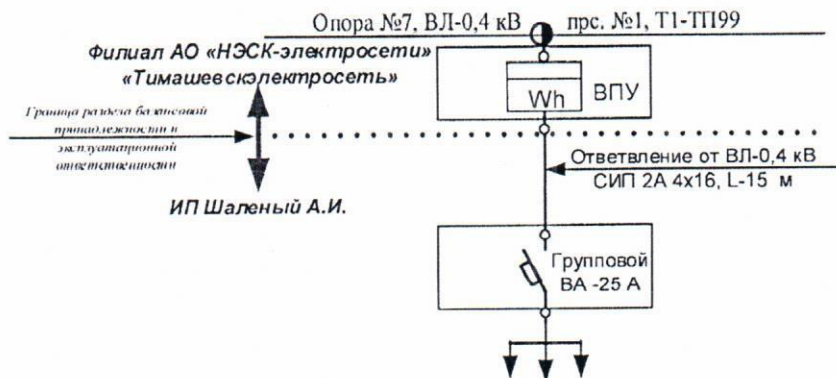 Опора №7, ВЛ-0,4 кВ прс. №1, Т1-ТП99
Филиал АО «НЭСК-электросети»
«Тимашевскэлектросеть»
Wh ВПУ
Граница раздела балансовой
принадлежности и
эксплуатационной
ответственности
Ответвление от ВЛ-0,4 кВ
СИП 2А 4х16, L-15 м
ИП Шаленый А.И.
Групповой
ВА -25 А